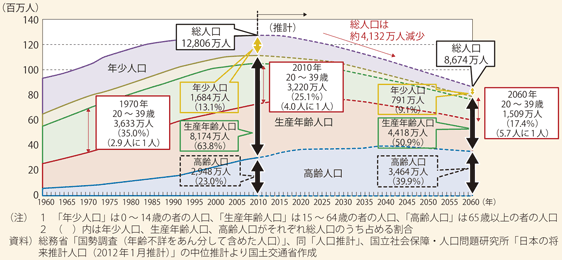 (百万人)
140
120
100
80
60
40
20
0
1960 1965 1970 1975 1980 1985 1990 1995 2000 2005 2010 2015 2020 2025 2030 2035 2040 2045 2050 2055 2060 (年)
総人口
12,806万人
(推計)
総人口は
約4,132万人減少
総人口
8,674万人
年少人口
年少人口
1,684万人
(13.1%)
2010年
20~39歳
3,220万人
(25.1%)
(4.0人に1人)
年少人口
791万人
(9.1%)
2060年
20~39歳
1,509万人
(17.4%)
(5.7人に1人)
1970年
20~39歳
3,633万人
(35.0%)
(2.9人に1人)
生産年齢人口
8,174万人
(63.8%)
生産年齢人口
生産年齢人口
4,418万人
(50.9%)
高齢人口
2,948万人
(23.0%)
高齢人口
高齢人口
3,464万人
(39.9%)
(注) 1 「年少人口」は0~14歳の者の人口、「生産年齢人口」は15~64歳の者の人口、「高齢人口」は65歳以上の者の人口
2 ( )内は年少人口、生産年齢人口、高齢人口がそれぞれ総人口のうち占める割合
資料) 総務省「国勢調査(年齢不詳をあん分して含めた人口)」、同「人口推計」、国立社会保障・人口問題研究所「日本の将
来推計人口(2012年1月推計)」の中位推計より国土交通省作成